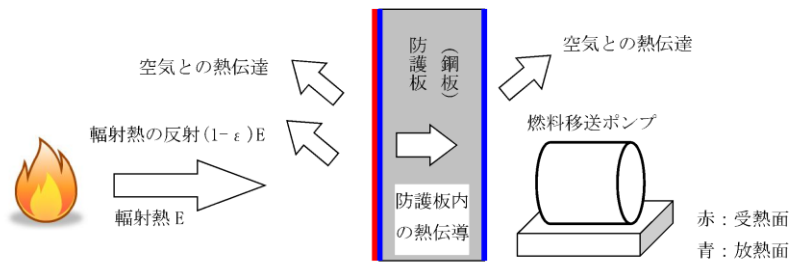 空気との熱伝達
輻射熱の反射(1-ε)E
輻射熱E
防護板
(鋼板)
防護板内
の熱伝導
空気との熱伝達
燃料移送ポンプ
赤：受熱面
青：放熱面